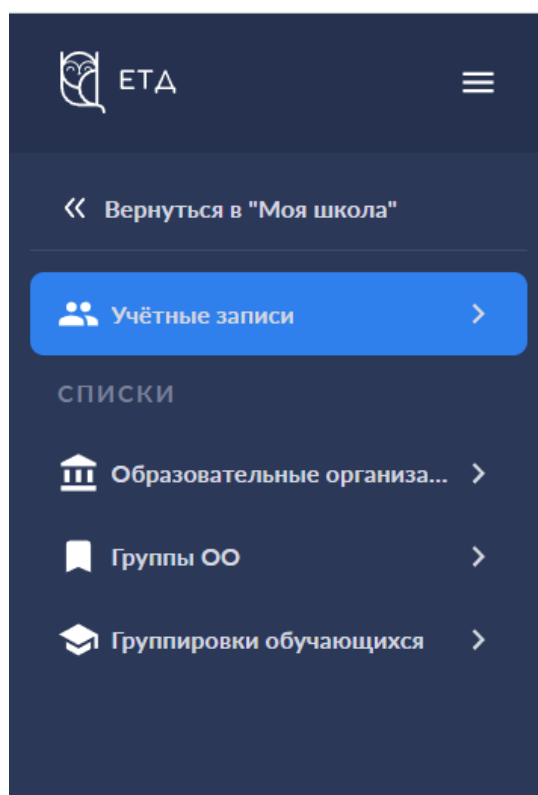 ЕТД
Вернуться в "Моя школа"
Учётные записи
СПИСКИ
Образовательные организа...
Группы ОО
Группировки обучающихся